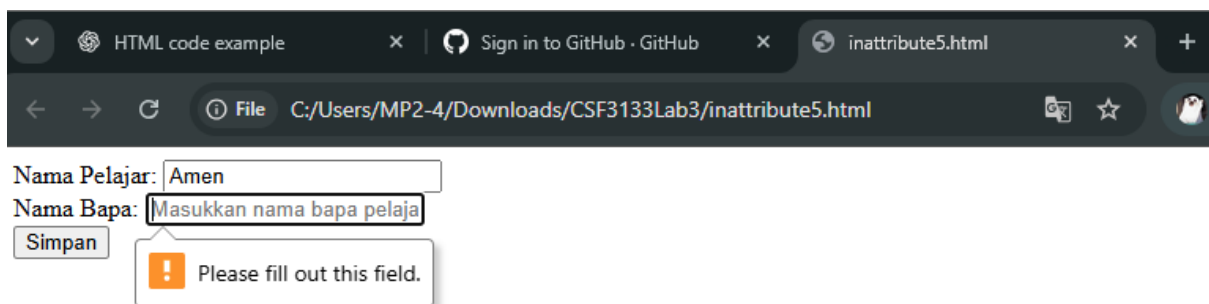 HTML code example
Sign in to GitHub · GitHub
inattribute5.html
File C:/Users/MP2-4/Downloads/CSF3133Lab3/inattribute5.html
Nama Pelajar: Amen
Nama Bapa: Masukkan nama bapa pelaja
Simpan
Please fill out this field.